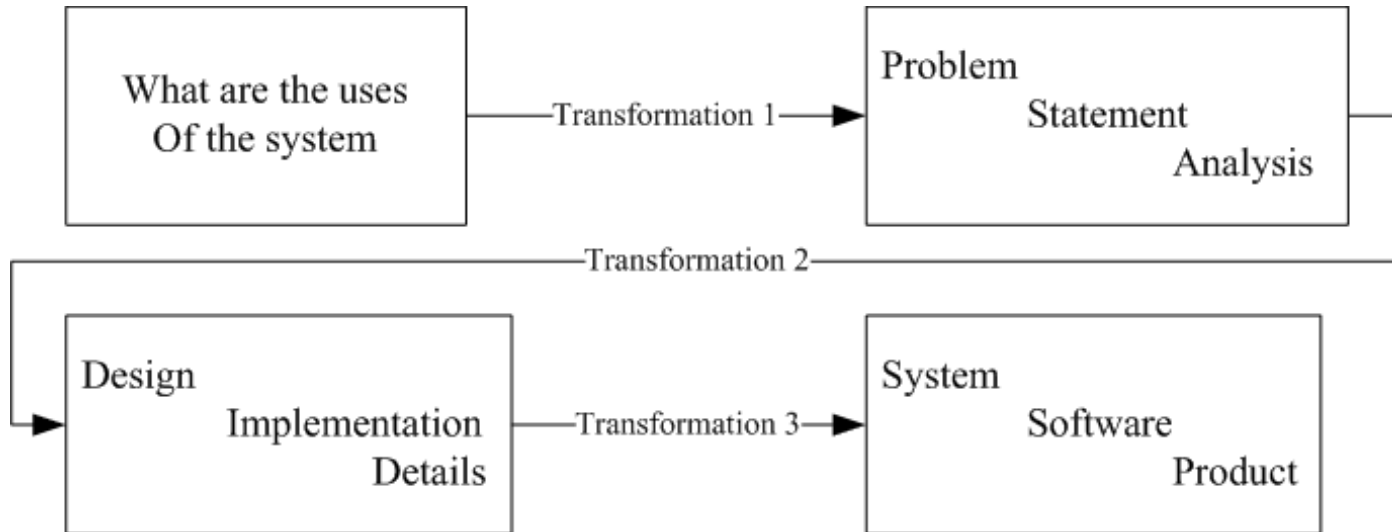 What are the uses
Of the system
Transformation 1
Problem
Statement
Analysis
Transformation 2
Design
Implementation
Details
Transformation 3
System
Software
Product